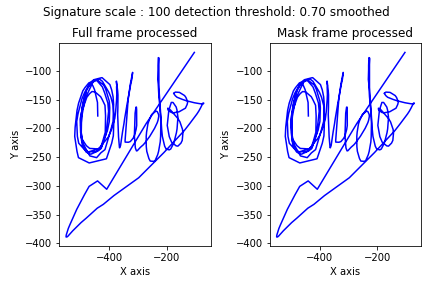 Signature scale : 100 detection threshold: 0.70 smoothed
Full frame processed
Mask frame processed
Y axis
−100
−150
−200
−250
−300
−350
−400
−400
−200
X axis
Y axis
−100
−150
−200
−250
−300
−350
−400
−400
−200
X axis